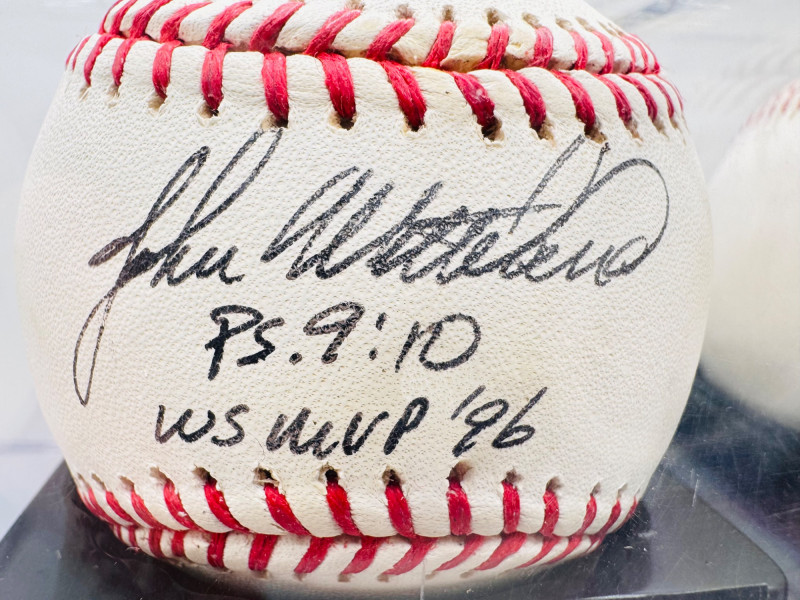 John Wetteland
Ps. 9:10
WS MVP '96